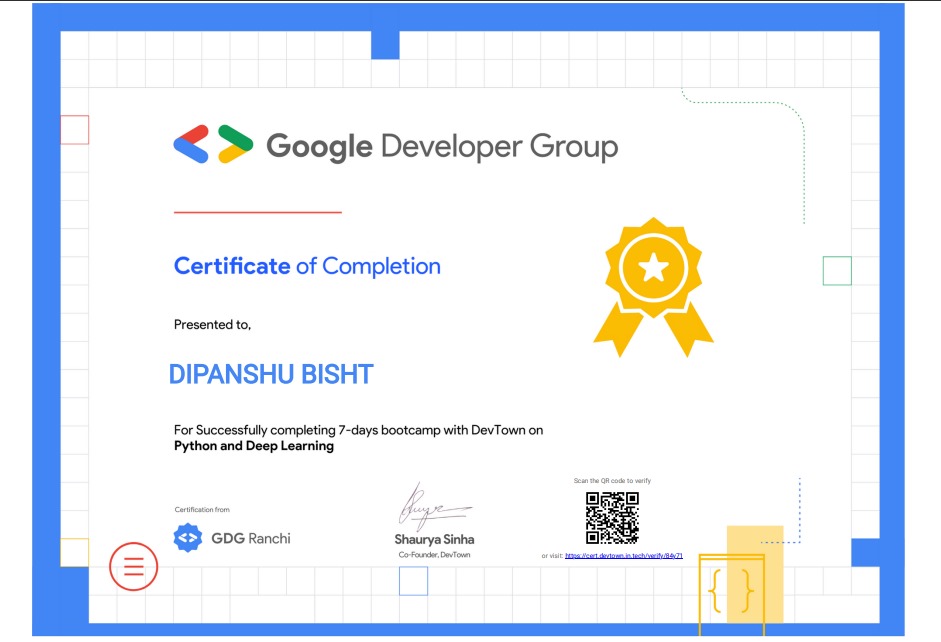 Google Developer Group
Certificate of Completion
Presented to,
DIPANSHU BISHT
For Successfully completing 7-days bootcamp with DevTown on
Python and Deep Learning
Scan the QR code to verify
Certification from
GDG Ranchi
Shaurya Sinha
Co-Founder, DevTown
or visit: https://cert.devtown.in.tech/verify/84y71
{ }